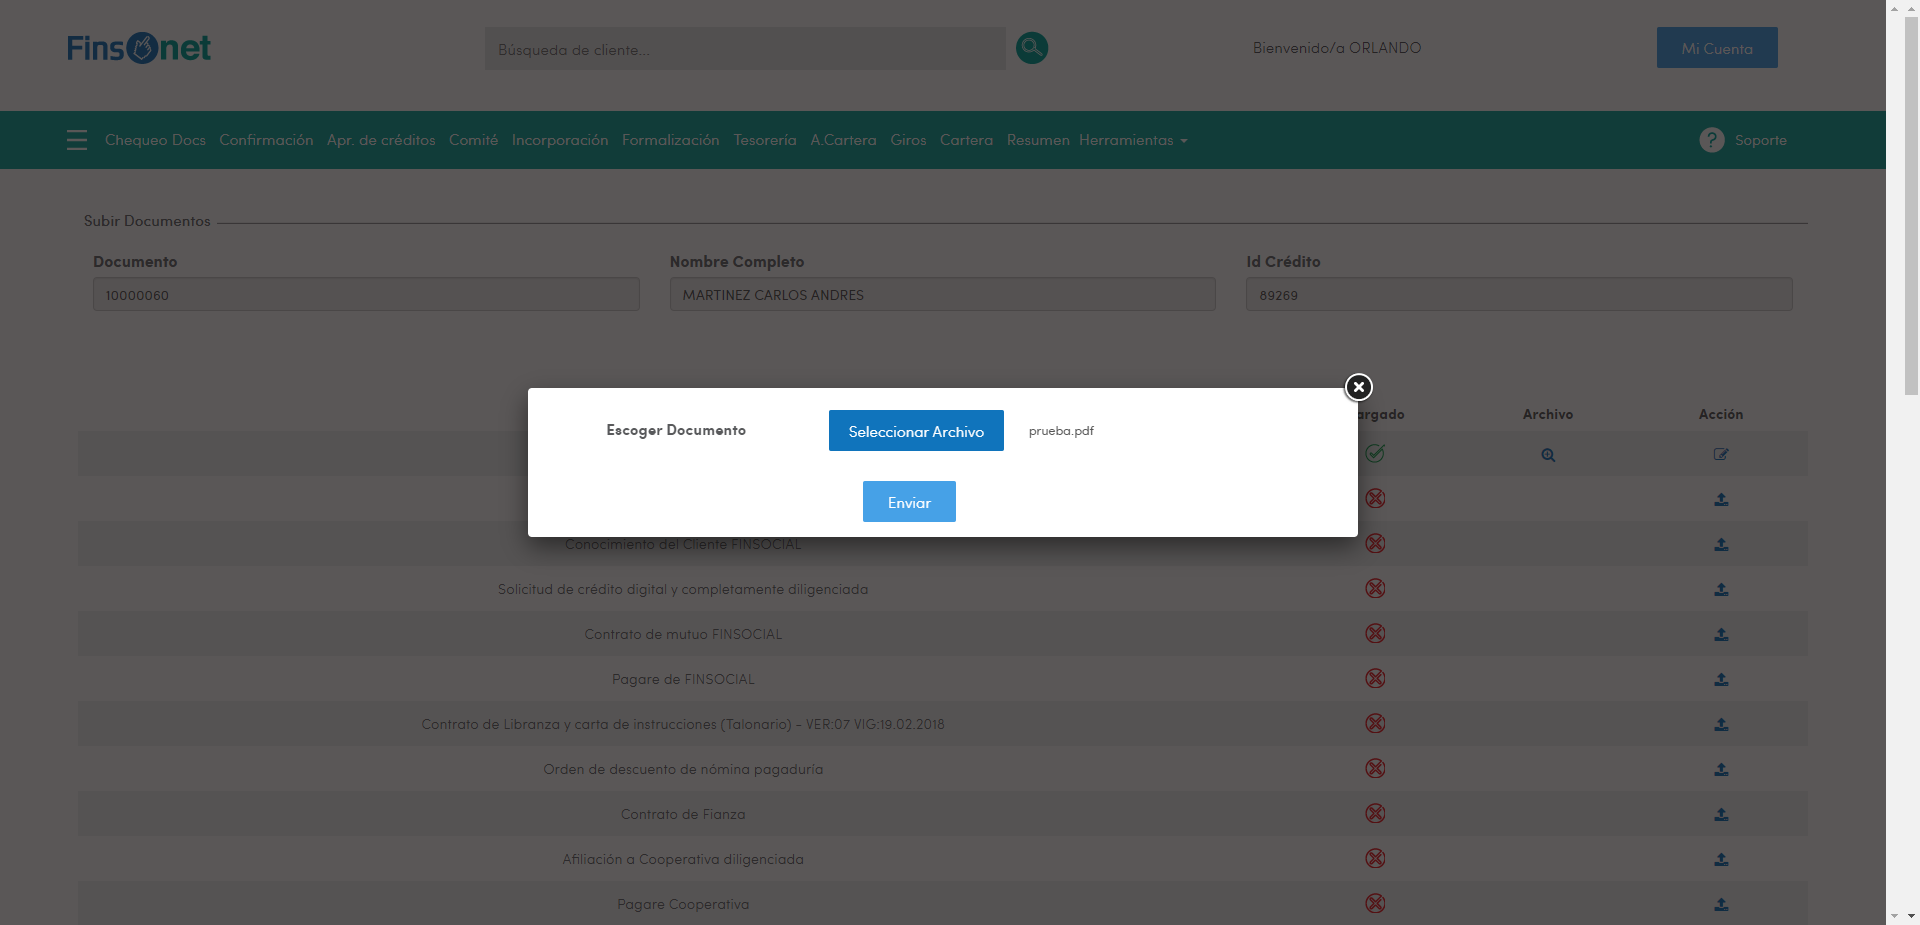 Finsonet
Búsqueda de cliente...
Bienvenido/a ORLANDO
Mi Cuenta
Chequeo Docs Confirmación Apr. de créditos Comité Incorporación Formalización Tesorería A.Cartera Giros Cartera Resumen Herramientas
? Soporte
Subir Documentos
Documento
Nombre Completo
Id Crédito
10000060
MARTINEZ CARLOS ANDRES
89269
Escoger Documento
Seleccionar Archivo
prueba.pdf
Enviar
argado
Archivo
Acción
Conocimiento del Cliente FINSOCIAL
Solicitud de crédito digital y completamente diligenciada
Contrato de mutuo FINSOCIAL
Pagare de FINSOCIAL
Contrato de Libranza y carta de instrucciones (Talonario) - VER:07 VIG:19.02.2018
Orden de descuento de nómina pagaduría
Contrato de Fianza
Afiliación a Cooperativa diligenciada
Pagare Cooperativa